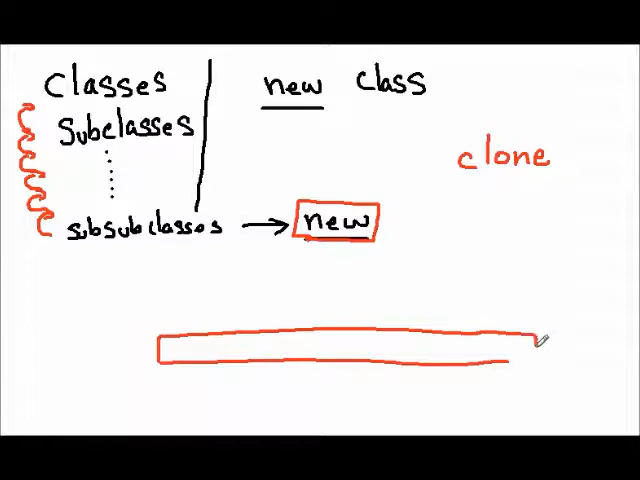 Classes
Subclasses
subsubclasses → new
new class
clone